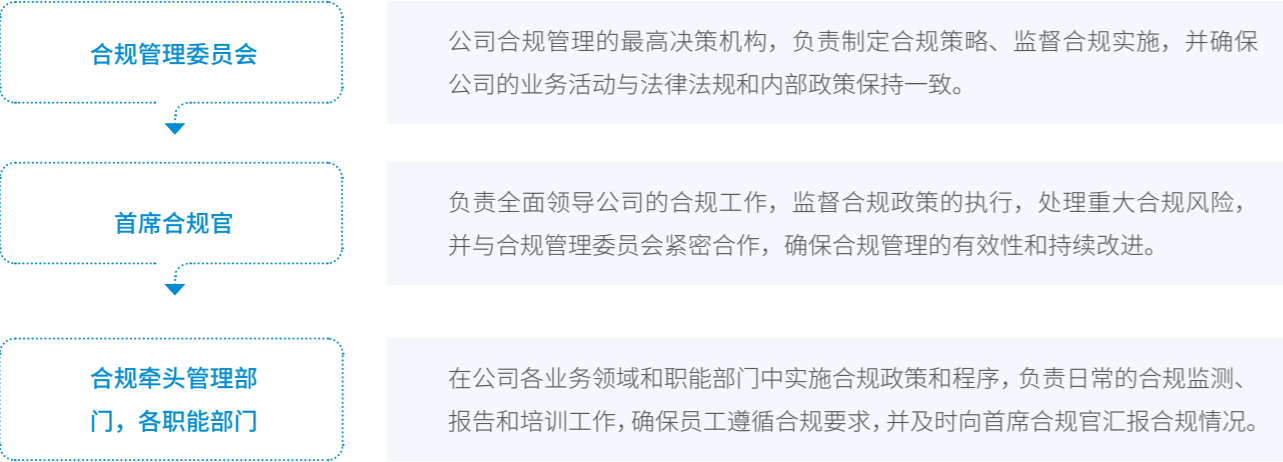 合规管理委员会
公司合规管理的最高决策机构，负责制定合规策略、监督合规实施，并确保
公司的业务活动与法律法规和内部政策保持一致。
首席合规官
负责全面领导公司的合规工作，监督合规政策的执行，处理重大合规风险，
并与合规管理委员会紧密合作，确保合规管理的有效性和持续改进。
合规牵头管理部
门，各职能部门
在公司各业务领域和职能部门中实施合规政策和程序，负责日常的合规监测、
报告和培训工作，确保员工遵循合规要求，并及时向首席合规官汇报合规情况。